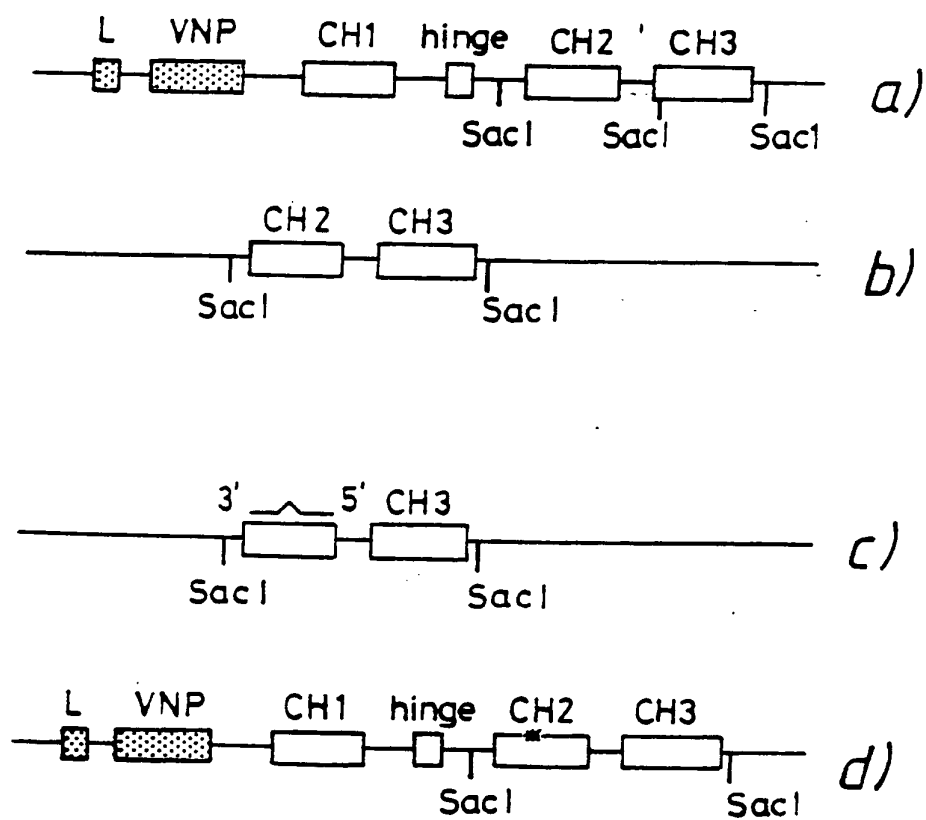 L VNP CH1 hinge CH2 CH3
a)
SacI SacI Sac1
CH2 CH3
b)
SacI SacI
3' 5' CH3
c)
SacI SacI
L VNP CH1 hinge CH2 CH3
d)
SacI SacI